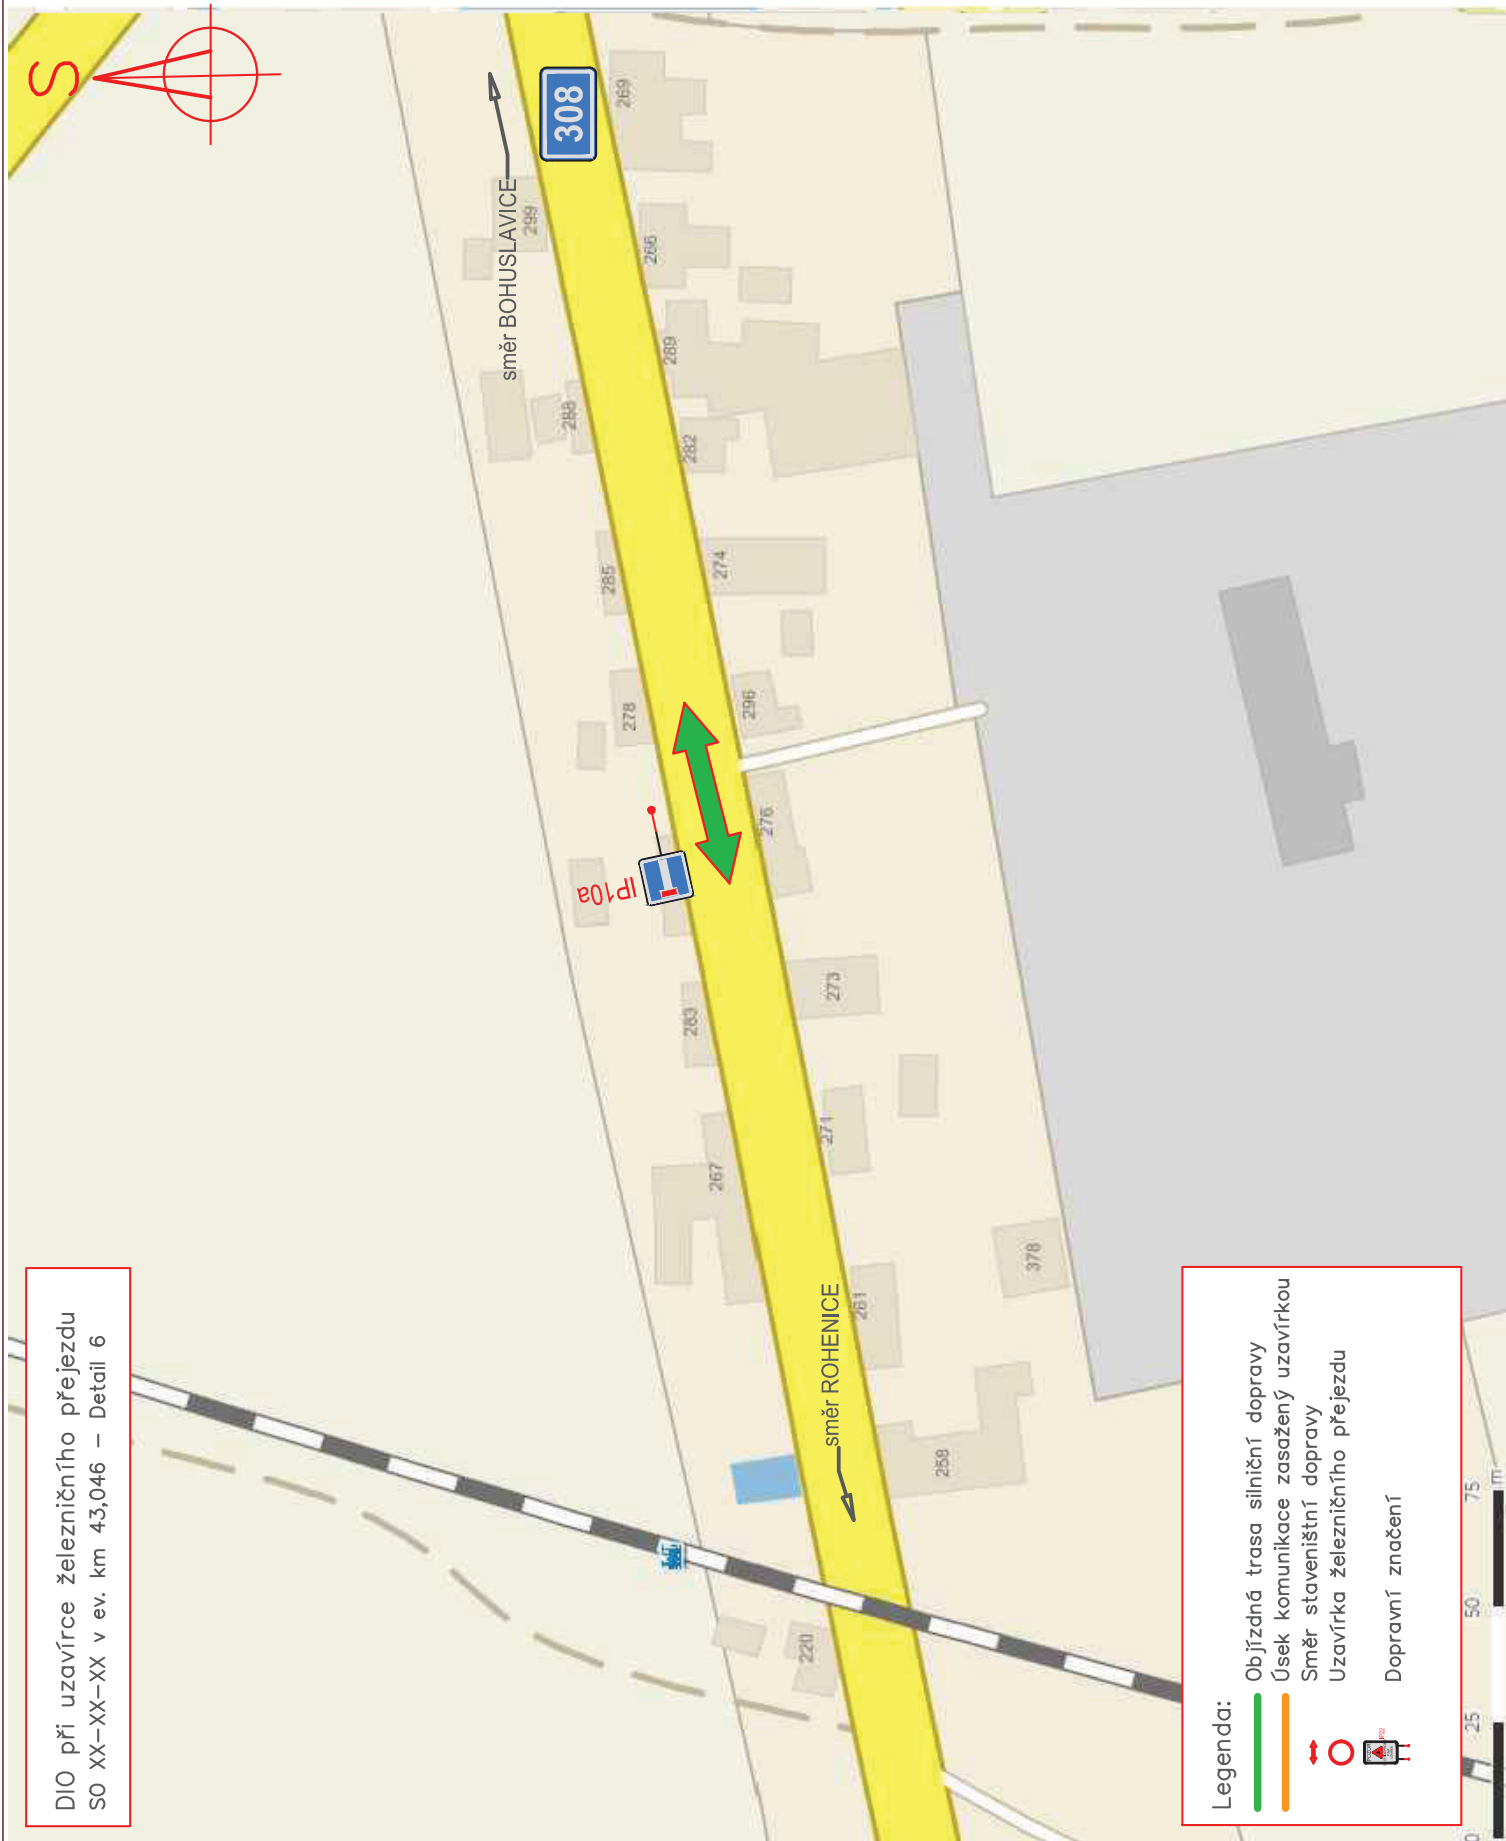 DIO při uzavírce železničního přejezdu
SO XX-XX-XX v ev. km 43,046 – Detail 6
S
308
směr BOHUSLAVICE
269
299
266
289
288
282
285
274
278
296
276
IP10a
273
283
271
267
378
261
směr ROHENICE
258
220
Legenda:
Objízdná trasa silniční dopravy
Úsek komunikace zasažený uzavírkou
Směr staveništní dopravy
Uzavírka železničního přejezdu
Dopravní značení
0 25 50 75 m